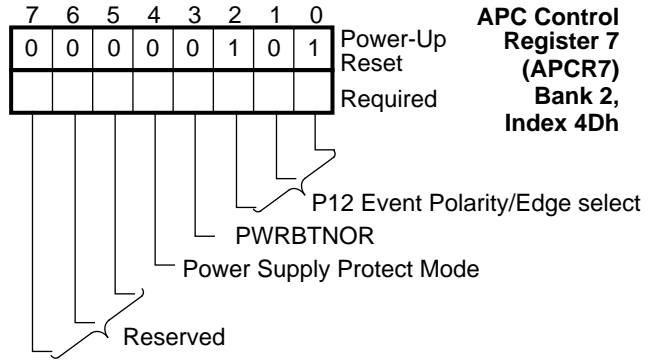 7 6 5 4 3 2 1 0
0 0 0 0 0 1 0 1
Power-Up
Reset
Required
APC Control
Register 7
(APCR7)
Bank 2,
Index 4Dh
P12 Event Polarity/Edge select
PWRBTNOR
Power Supply Protect Mode
Reserved